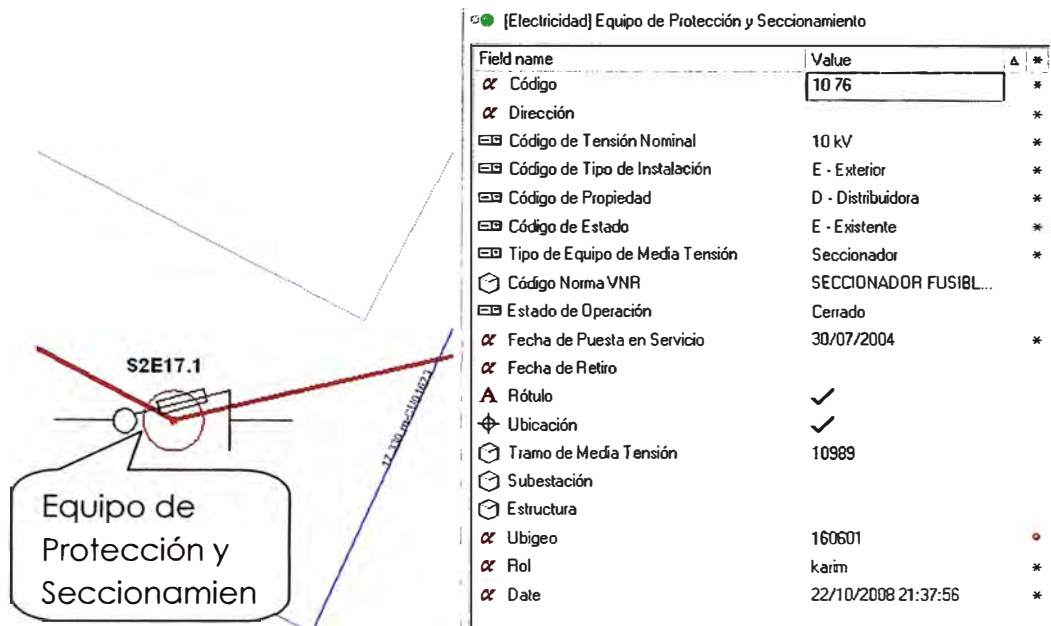 [Electricidad] Equipo de Protección y Seccionamiento
Field name Value
Código 10 76 *
Dirección *
Código de Tensión Nominal 10 kV *
Código de Tipo de Instalación E - Exterior *
Código de Propiedad D - Distribuidora *
Código de Estado E - Existente *
Tipo de Equipo de Media Tensión Seccionador *
Código Norma VNR SECCIONADOR FUSIBL...
Estado de Operación Cerrado
Fecha de Puesta en Servicio 30/07/2004 *
Fecha de Retiro
Rótulo ✓
Ubicación ✓
Tramo de Media Tensión 10989
Subestación
Estructura
Ubigeo 160601
Rol karim *
Date 22/10/2008 21:37:56 *
S2E17.1
Equipo de
Protección y
Seccionamien